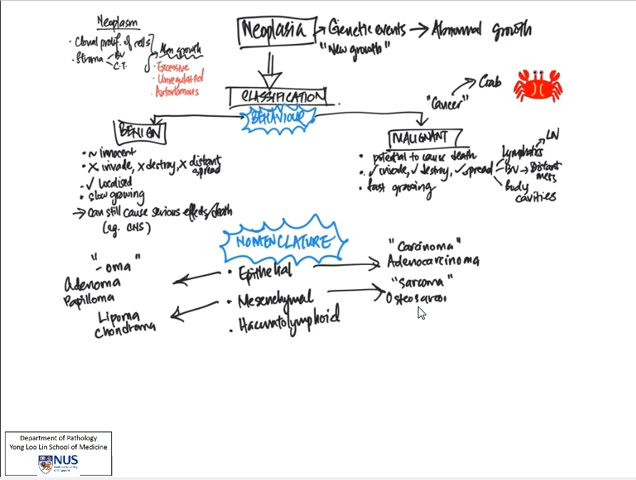 Neoplasm
• Clonal prolif. of cells
• Stroma < BV
C.T.
Abn growth
• Excessive
• Unregulated
• Autonomous
Neoplasia → Genetic events → Abnormal growth
"New growth"
CLASSIFICATION
BEHAVIOUR
"Cancer" → Crab
BENIGN
• ~ innocent
• × invade, × destroy, × distant spread
• ✓ localised
• slow growing
→ Can still cause serious effects/death
(eg. CNS)
MALIGNANT
• potential to cause death
• ✓ invade, ✓ destroy, ✓ spread
• fast growing
Lymphatics → LN
BV → Distant mets
body cavities
NOMENCLATURE
• Epithelial
• Mesenchymal
• Haematolymphoid
"-oma"
Adenoma
Papilloma
Lipoma
Chondroma
"Carcinoma"
Adenocarcinoma
"Sarcoma"
Osteosarco
Department of Pathology
Yong Loo Lin School of Medicine
NUS